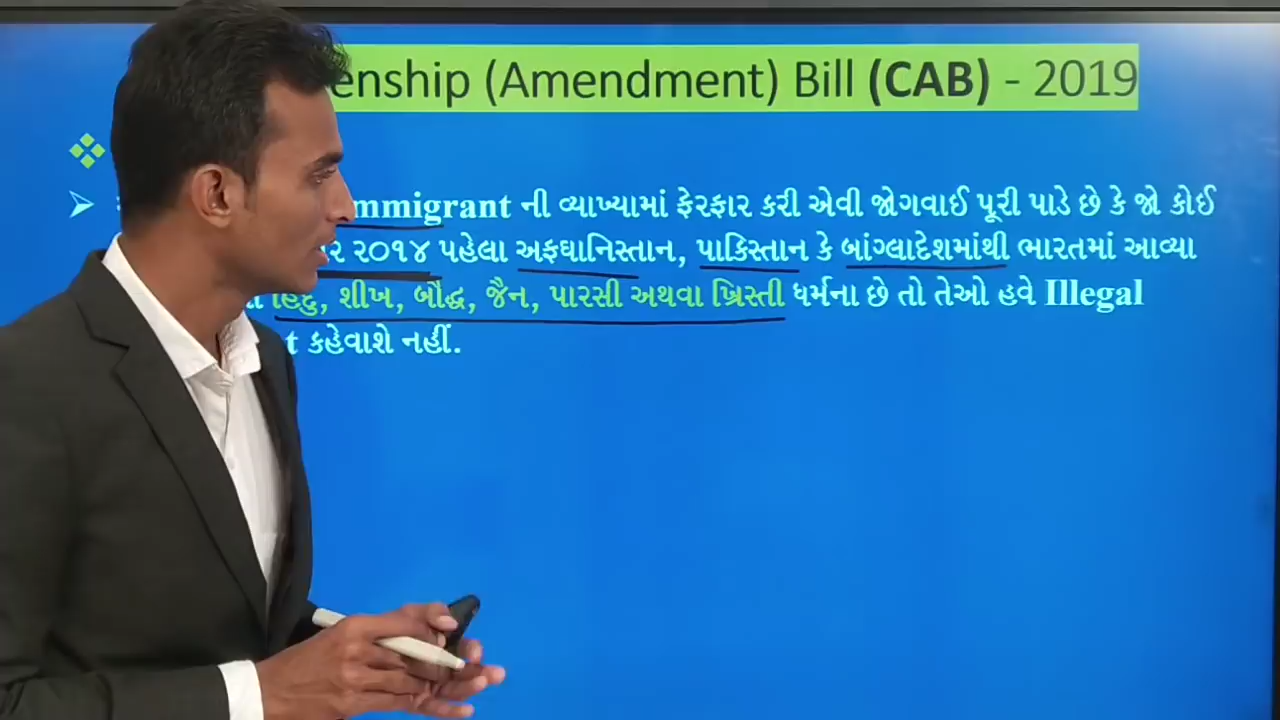 enship (Amendment) Bill (CAB) - 2019
mmigrant ની વ્યાખ્યામાં ફેરફાર કરી એવી જોગવાઈ પૂરી પાડે છે કે જો કોઈ
૨૦૧૪ પહેલા અફઘાનિસ્તાન, પાકિસ્તાન કે બાંગ્લાદેશમાંથી ભારતમાં આવ્યા
હિંદુ, શીખ, બૌદ્ધ, જૈન, પારસી અથવા ખ્રિસ્તી ધર્મના છે તો તેઓ હવે Illegal
t કહેવાશે નહીં.